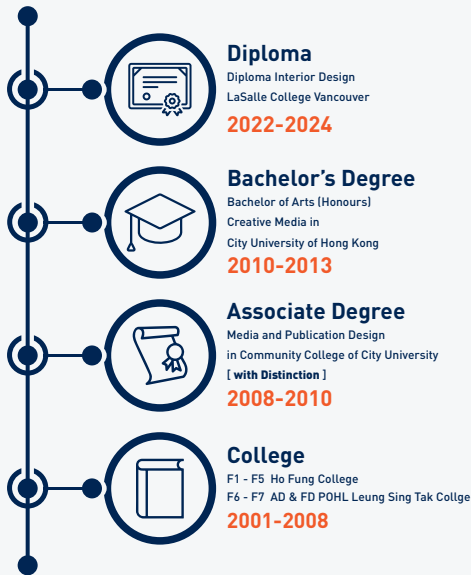 Diploma
Diploma Interior Design
LaSalle College Vancouver
2022-2024
Bachelor's Degree
Bachelor of Arts (Honours)
Creative Media in
City University of Hong Kong
2010-2013
Associate Degree
Media and Publication Design
in Community College of City University
[ with Distinction ]
2008-2010
College
F1 - F5 Ho Fung College
F6 - F7 AD & FD POHL Leung Sing Tak Collge
2001-2008